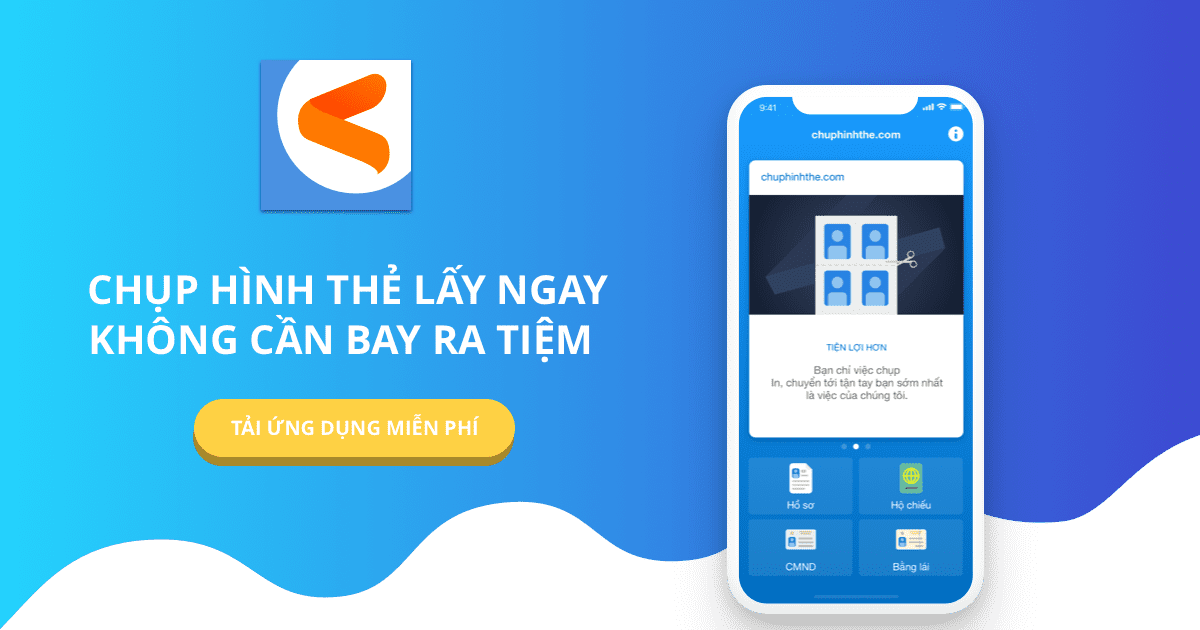 CHỤP HÌNH THẺ LẤY NGAY
KHÔNG CẦN BAY RA TIỆM
TẢI ỨNG DỤNG MIỄN PHÍ
9:41
chuphinhthe.com
chuphinhthe.com
TIỆN LỢI HƠN
Bạn chỉ việc chụp
In, chuyển tới tận tay bạn sớm nhất
là việc của chúng tôi.
Hồ sơ
Hộ chiếu
CMND
Bằng lái